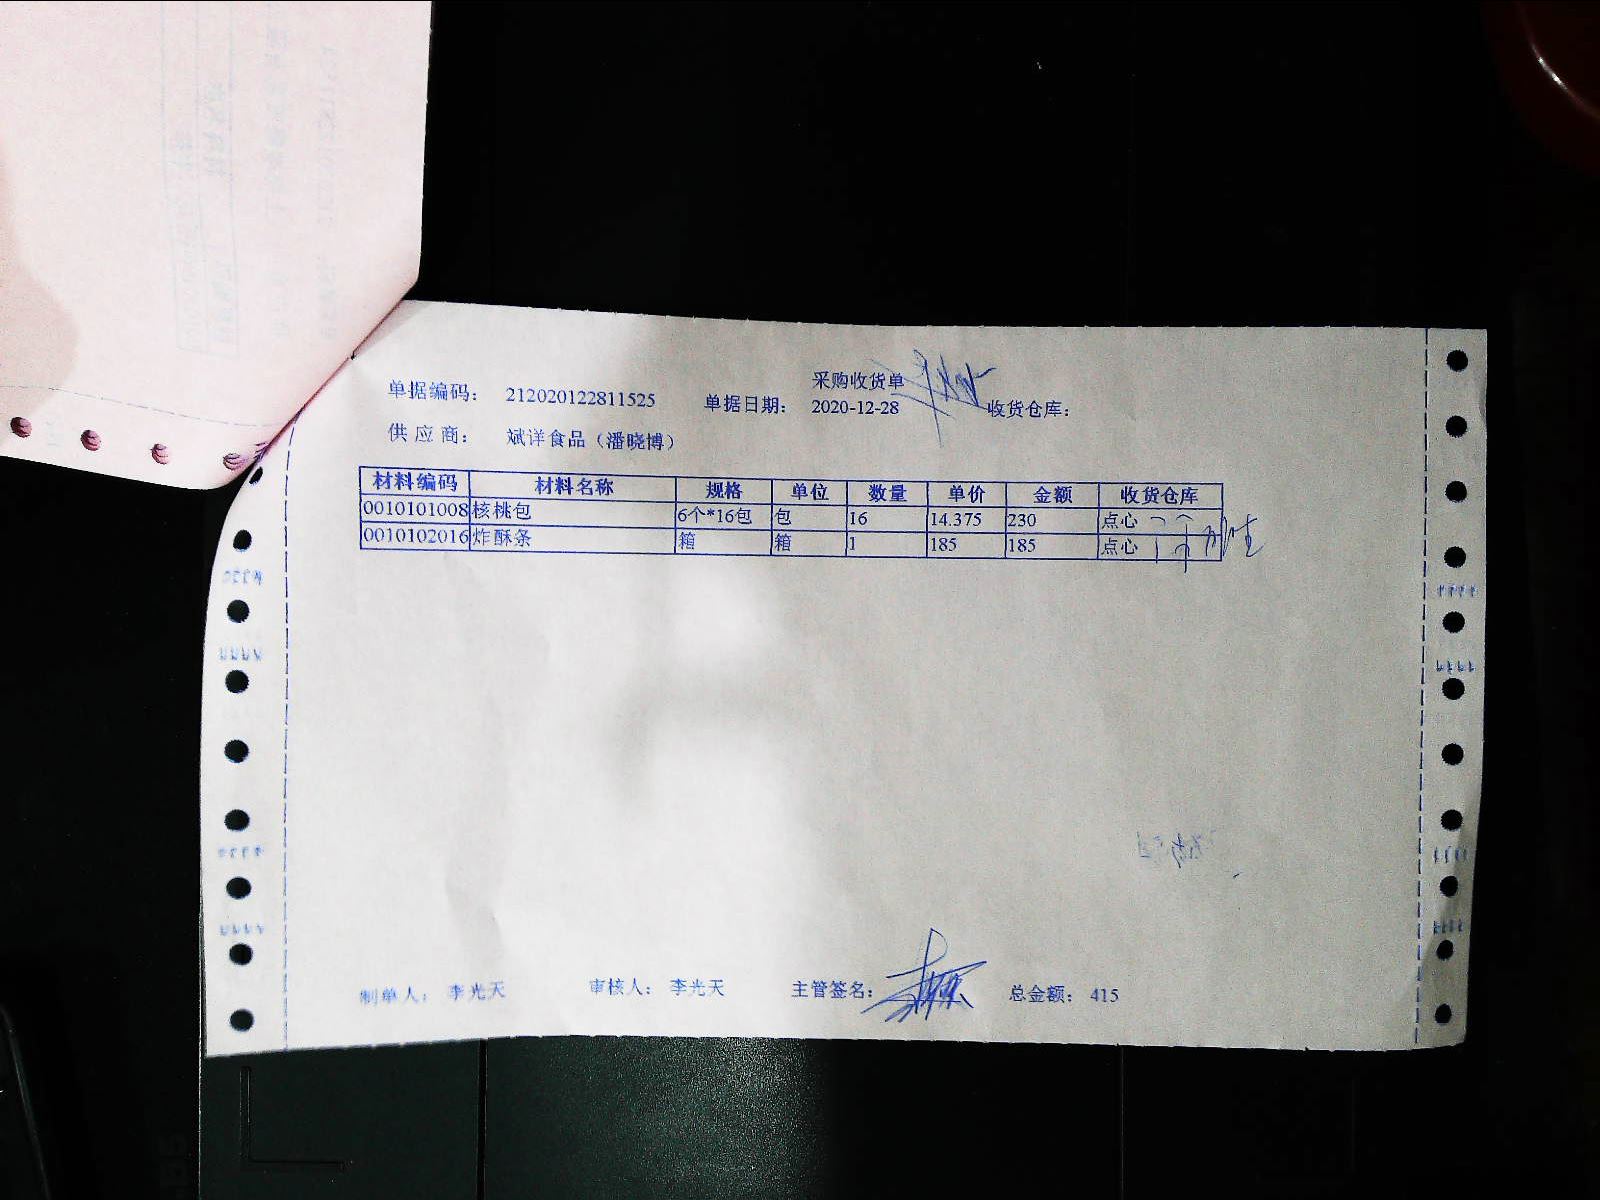 采购收货单
单据编码： 212020122811525 单据日期： 2020-12-28 收货仓库：
供 应 商： 斌洋食品（潘晓博）
材料编码 材料名称 规格 单位 数量 单价 金额 收货仓库
0010101008 核桃包 6个*16包 包 16 14.375 230 点心
0010102016 炸酥条 箱 箱 1 185 185 点心
制单人： 李光天 审核人： 李光天 主管签名： 总金额： 415